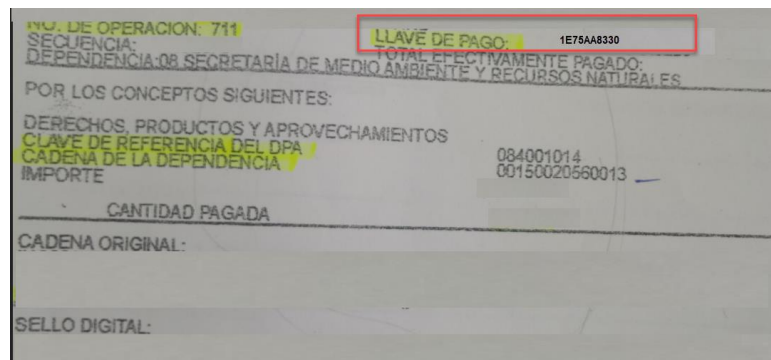 NO. DE OPERACION: 711
LLAVE DE PAGO: 1E75AA8330
SECUENCIA:
TOTAL EFECTIVAMENTE PAGADO:
DEPENDENCIA:08 SECRETARÍA DE MEDIO AMBIENTE Y RECURSOS NATURALES
POR LOS CONCEPTOS SIGUIENTES:
DERECHOS, PRODUCTOS Y APROVECHAMIENTOS
CLAVE DE REFERENCIA DEL DPA 084001014
CADENA DE LA DEPENDENCIA 00150020560013
IMPORTE
CANTIDAD PAGADA
CADENA ORIGINAL:
SELLO DIGITAL: